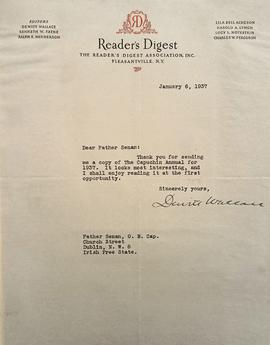 EDITORS
DEWITT WALLACE
KENNETH W. PAYNE
RALPH E. HENDERSON
LILA BELL ACHESON
HAROLD A. LYNCH
LUCY S. NOTESTEIN
CHARLES W. FERGUSON
RD
Reader's Digest
THE READER'S DIGEST ASSOCIATION, INC.
PLEASANTVILLE, N.Y.
January 6, 1937
Dear Father Senan:
Thank you for sending
me a copy of The Capuchin Annual for
1937. It looks most interesting, and
I shall enjoy reading it at the first
opportunity.
Sincerely yours,
DeWitt Wallace
Father Senan, O. M. Cap.
Church Street
Dublin, N. W. 8
Irish Free State.